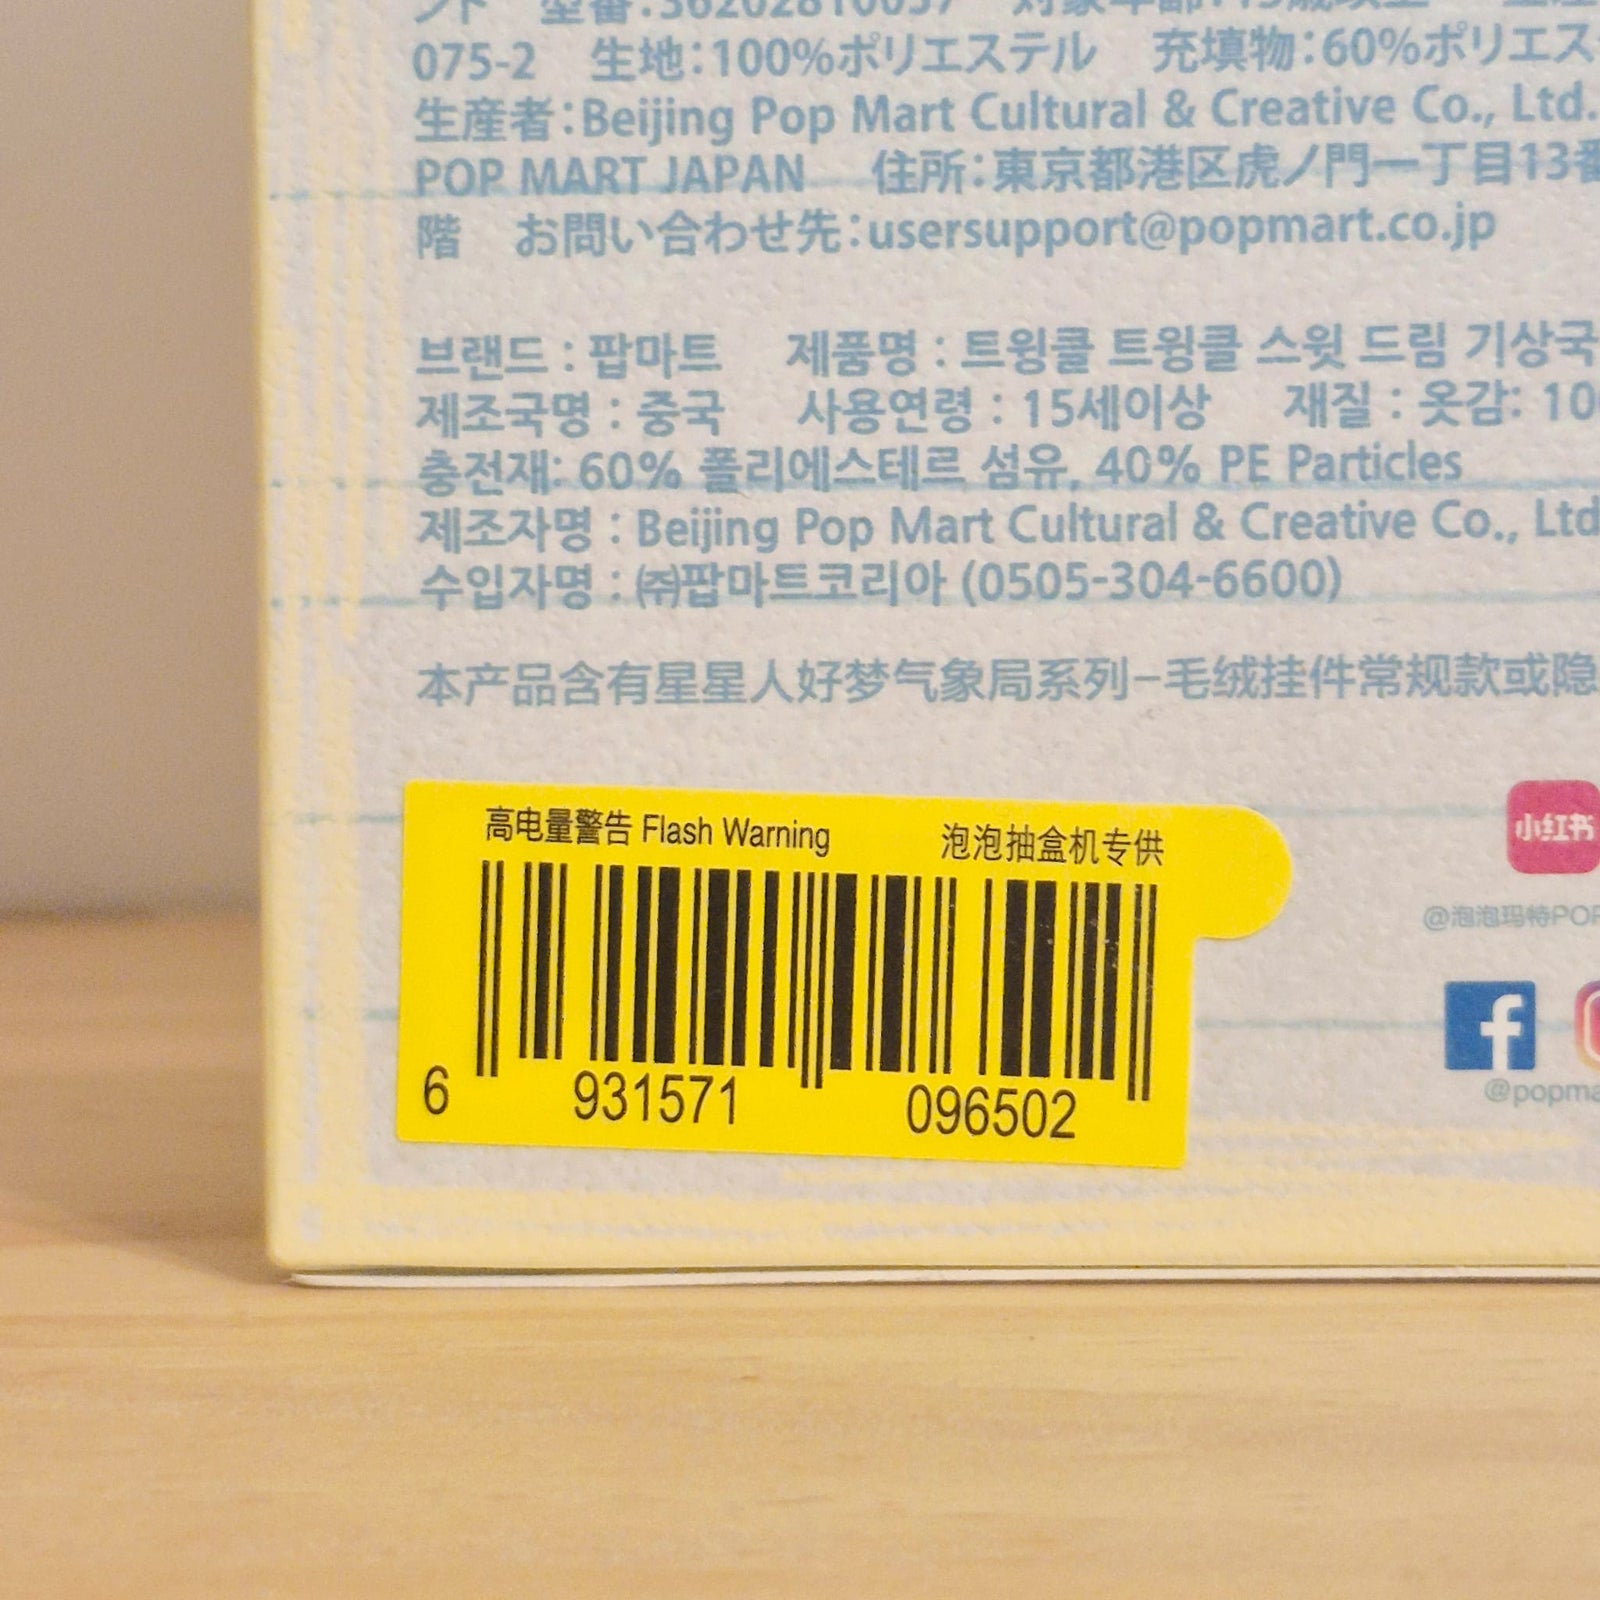 075-2 生地：100%ポリエステル 充填物：60%ポリエス
生産者：Beijing Pop Mart Cultural & Creative Co., Ltd.
POP MART JAPAN 住所：東京都港区虎ノ門一丁目13番
階 お問い合わせ先：usersupport@popmart.co.jp
브랜드 : 팝마트 제품명 : 트윙클 트윙클 스윗 드림 기상국
제조국명 : 중국 사용연령 : 15세이상 재질 : 옷감: 10
충전재: 60% 폴리에스테르 섬유, 40% PE Particles
제조자명 : Beijing Pop Mart Cultural & Creative Co., Ltd
수입자명 : ㈜팝마트코리아 (0505-304-6600)
本产品含有星星人好梦气象局系列-毛绒挂件常规款或隐
小红书
@泡泡玛特POP
@popma
高电量警告 Flash Warning 泡泡抽盒机专供
6 931571 096502